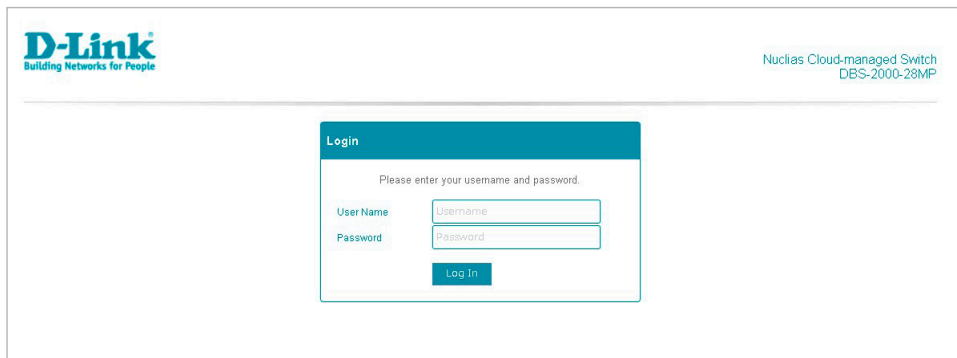 D-Link
Building Networks for People
Nuclias Cloud-managed Switch
DBS-2000-28MP
Login
Please enter your username and password.
User Name
Username
Password
Password
Log In